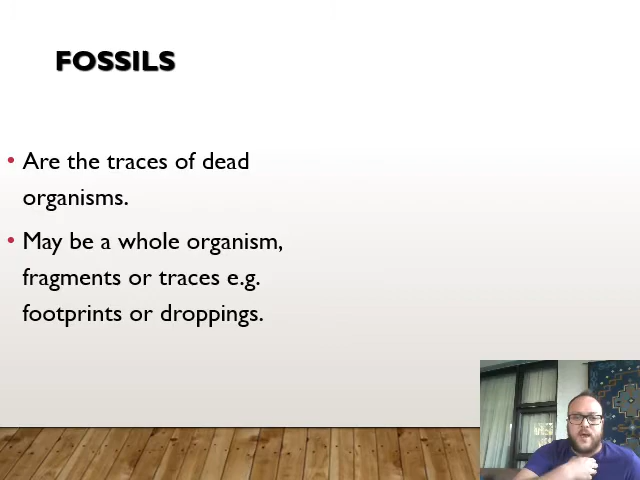 FOSSILS
• Are the traces of dead
organisms.
• May be a whole organism,
fragments or traces e.g.
footprints or droppings.